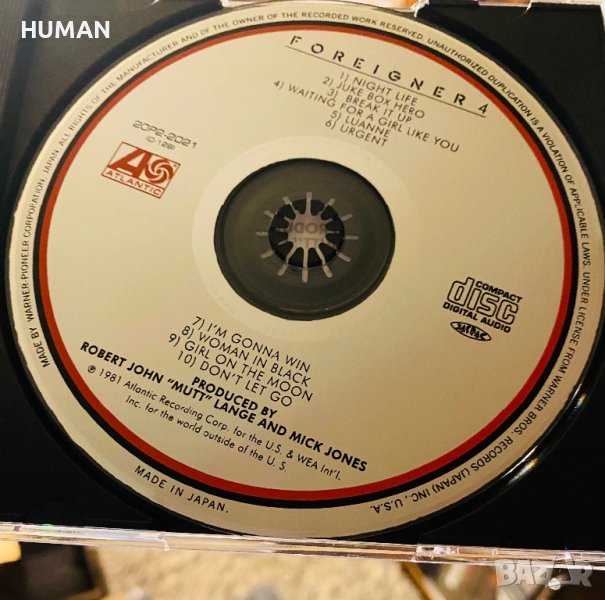 HUMAN
FOREIGNER 4
1) NIGHT LIFE
2) JUKE BOX HERO
3) BREAK IT UP
4) WAITING FOR A GIRL LIKE YOU
5) LUANNE
6) URGENT
20P2-2021
(D:1.29)
ATLANTIC
COMPACT
disc
DIGITAL AUDIO
7) I'M GONNA WIN
8) WOMAN IN BLACK
9) GIRL ON THE MOON
10) DON'T LET GO
PRODUCED BY
ROBERT JOHN "MUTT" LANGE AND MICK JONES
℗ 1981 Atlantic Recording Corp. for the U.S. & WEA Int'l.
Inc. for the world outside of the U. S.
MADE IN JAPAN.
MADE BY WARNER-PIONEER CORPORATION, JAPAN. ALL RIGHTS OF THE MANUFACTURER AND OF THE OWNER OF THE RECORDED WORK RESERVED. UNAUTHORIZED DUPLICATION IS A VIOLATION OF APPLICABLE LAWS. UNDER LICENSE FROM WARNER BROS. RECORDS (JAPAN) INC., U.S.A.
BAZAR